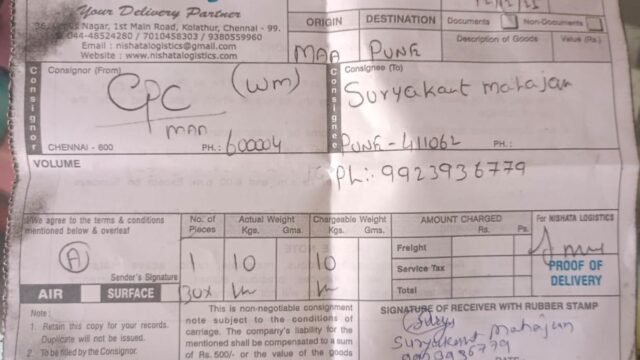 Your Delivery Partner
Nagar, 1st Main Road, Kolathur, Chennai - 99.
044-48524280 / 7010458303 / 9380559960
Email : nishatalogistics@gmail.com
Website : www.nishatalogistics.com
ORIGIN
DESTINATION
Documents
Non-Documents
MAA
PUNE
Description of Goods
Value (Rs.)
Consignor
Consignor (From)
CPC (WM)
MAA
CHENNAI - 600
PH. : 600004
Consignee
Consignee (To)
Suryakant mahajan
PUNE - 411062
PH. :
VOLUME
Ph:. 9923936779
We agree to the terms & conditions
mentioned below & overleaf
A
Sender's Signature
AIR
SURFACE
No. of Pieces
Actual Weight
Kgs. Gms.
Chargeable Weight
Kgs. Gms.
1 10 10
Box
AMOUNT CHARGED
Rs. Ps.
Freight
Service Tax
Total
For NISHATA LOGISTICS
PROOF OF
DELIVERY
Note :
1. Retain this copy for your records.
Duplicate will not be issued.
2. To be filled by the Consignor.
This is non-negotiable consignment
note subject to the conditions of
carriage. The company's liability for the
mentioned shall be compensated to a
sum of Rs. 500/- or the value of the goods
SIGNATURE OF RECEIVER WITH RUBBER STAMP
Suryakant mahajan